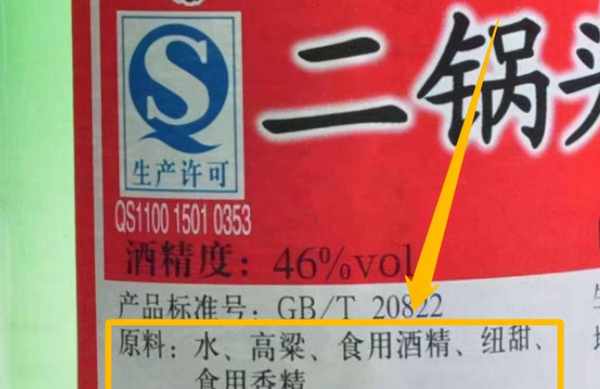 二锅头
生产许可
QS1100 1501 0353
酒精度：46%vol
产品标准号：GB/T 20822
原料：水、高粱、食用酒精、纽甜、
食用香精